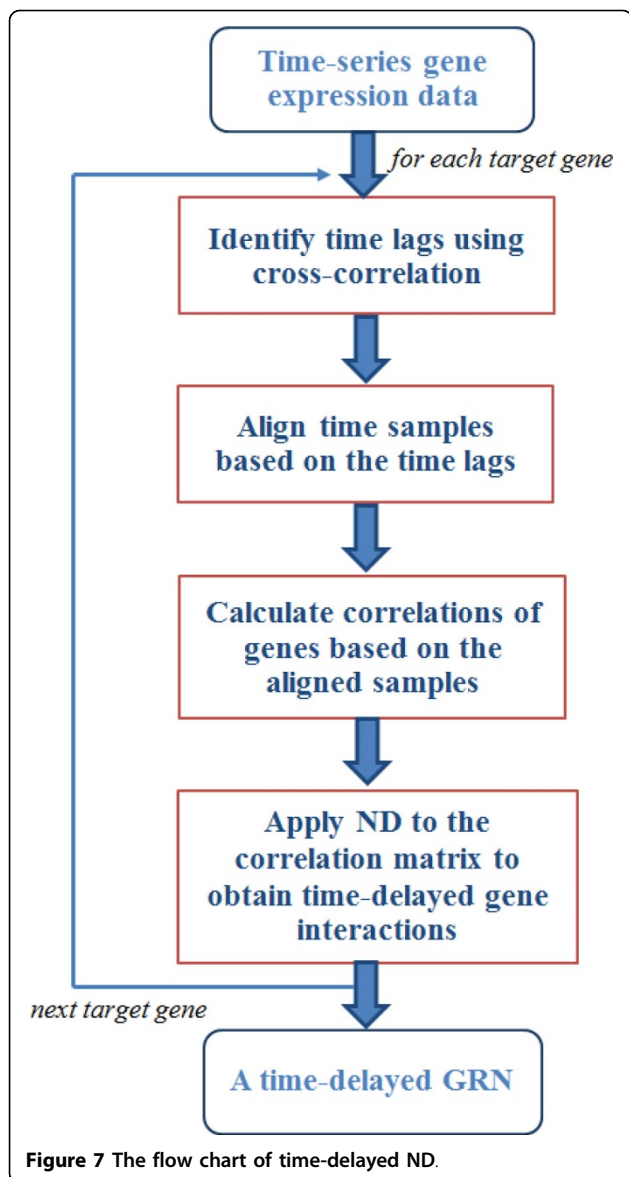 Time-series gene
expression data
for each target gene
Identify time lags using
cross-correlation
Align time samples
based on the time lags
Calculate correlations of
genes based on the
aligned samples
Apply ND to the
correlation matrix to
obtain time-delayed gene
interactions
next target gene
A time-delayed GRN
Figure 7 The flow chart of time-delayed ND.